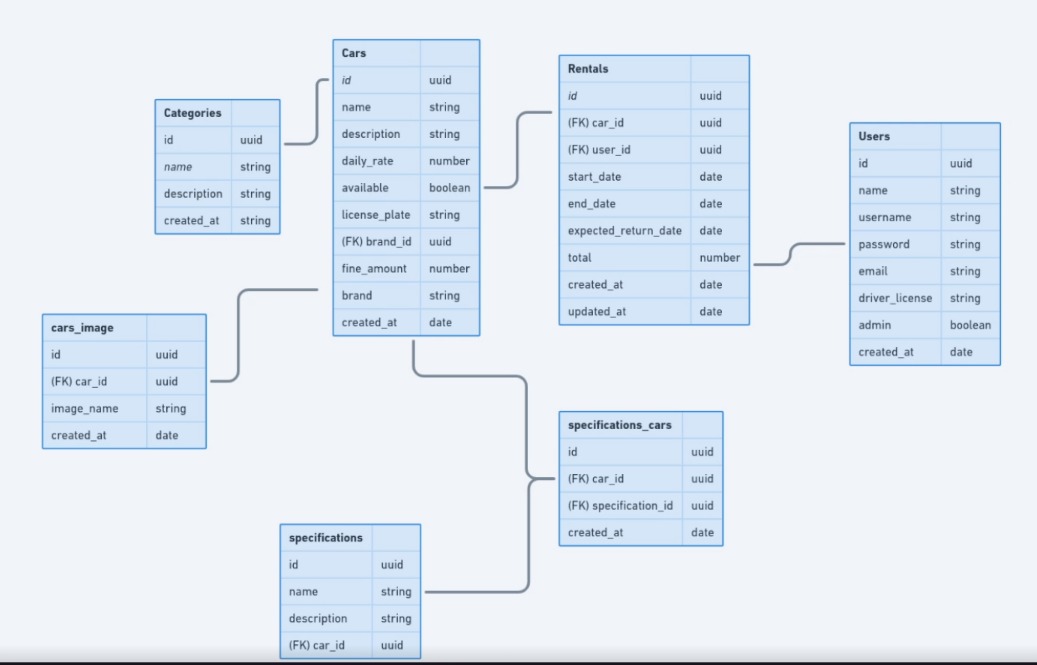 Cars
id uuid
name string
description string
daily_rate number
available boolean
license_plate string
(FK) brand_id uuid
fine_amount number
brand string
created_at date
Rentals
id uuid
(FK) car_id uuid
(FK) user_id uuid
start_date date
end_date date
expected_return_date date
total number
created_at date
updated_at date
Categories
id uuid
name string
description string
created_at string
Users
id uuid
name string
username string
password string
email string
driver_license string
admin boolean
created_at date
cars_image
id uuid
(FK) car_id uuid
image_name string
created_at date
specifications_cars
id uuid
(FK) car_id uuid
(FK) specification_id uuid
created_at date
specifications
id uuid
name string
description string
(FK) car_id uuid